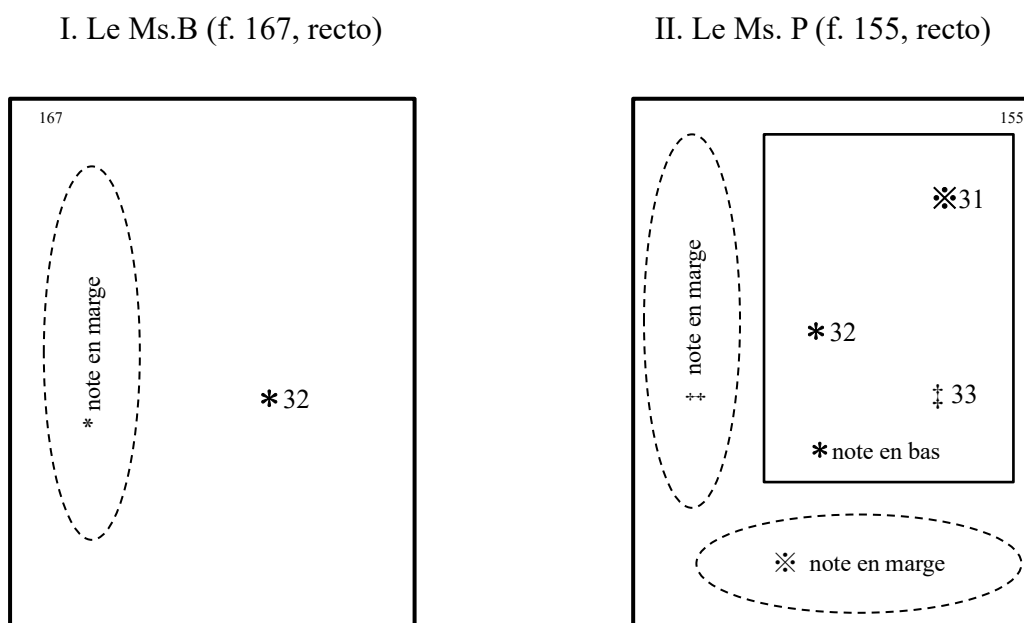 I. Le Ms.B (f. 167, recto)
167
* note en marge
* 32
II. Le Ms. P (f. 155, recto)
155
‡ note en marge
※31
* 32
‡ 33
* note en bas
※ note en marge